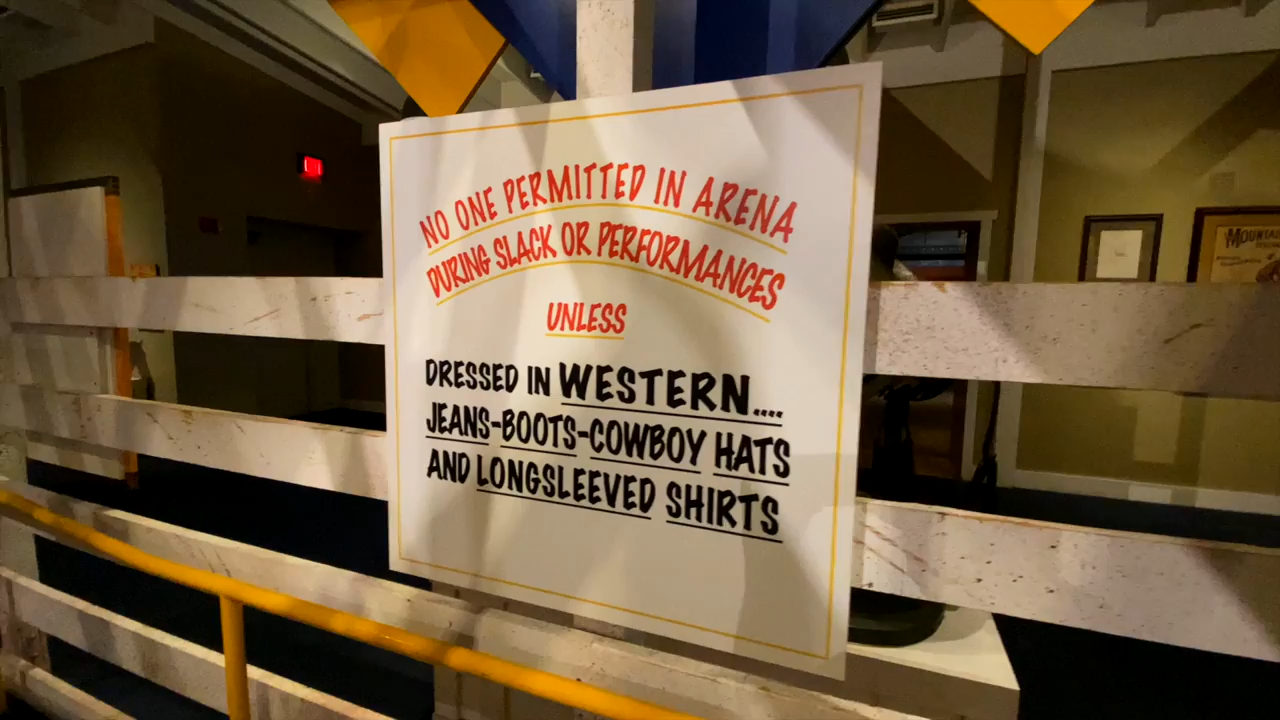 NO ONE PERMITTED IN ARENA
DURING SLACK OR PERFORMANCES
UNLESS
DRESSED IN WESTERN....
JEANS-BOOTS-COWBOY HATS
AND LONGSLEEVED SHIRTS